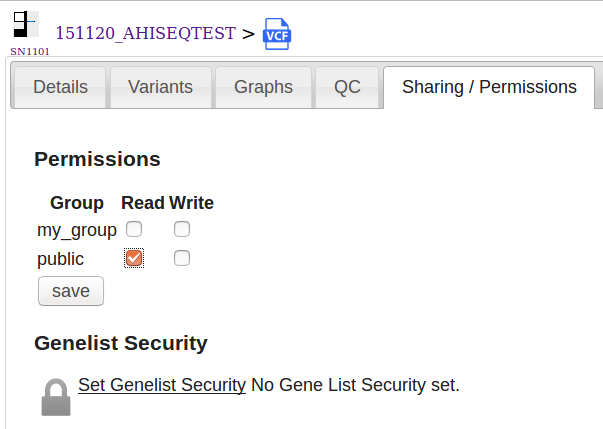 151120_AHISEQTEST > VCF
SN1101
Details Variants Graphs QC Sharing / Permissions
Permissions
Group Read Write
my_group
public
save
Genelist Security
Set Genelist Security No Gene List Security set.